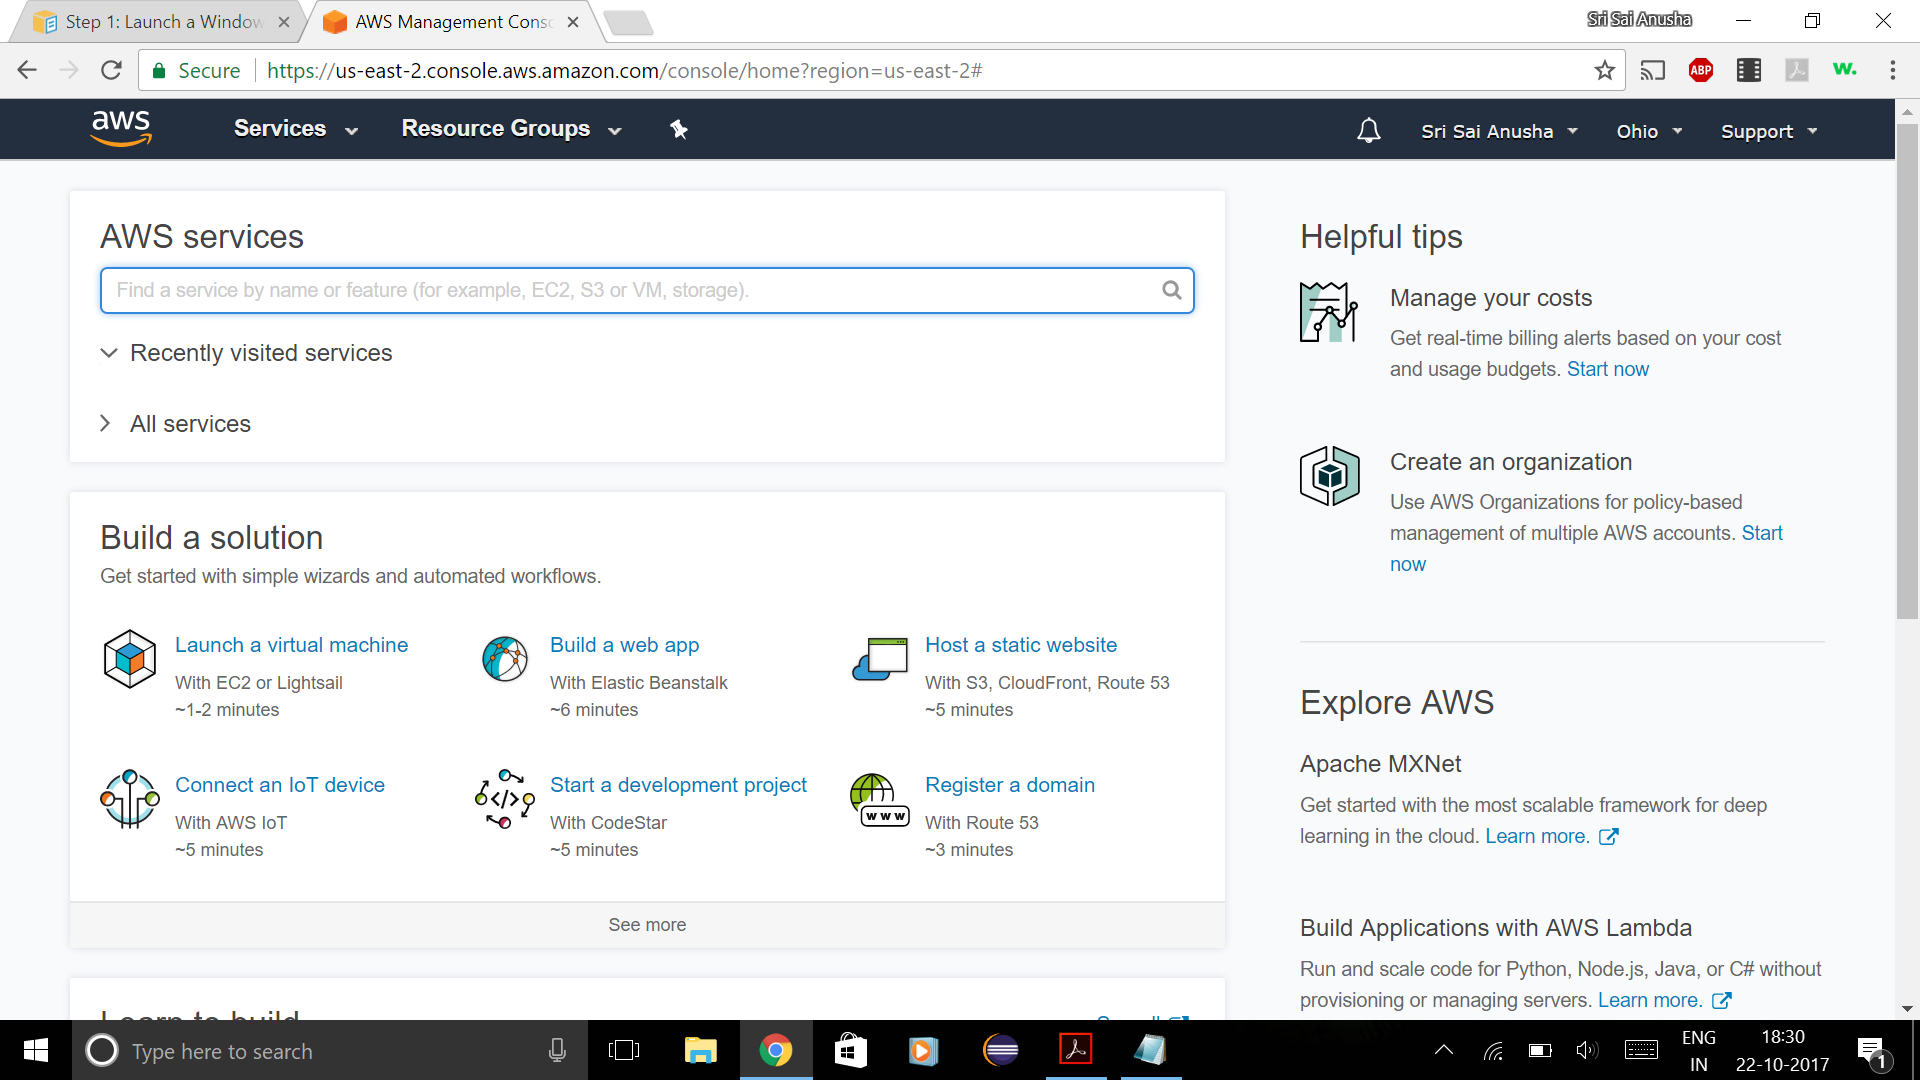 Step 1: Launch a Window
AWS Management Conso
Sri Sai Anusha
Secure
https://us-east-2.console.aws.amazon.com/console/home?region=us-east-2#
ABP
w.
aws
Services
Resource Groups
Sri Sai Anusha
Ohio
Support
AWS services
Find a service by name or feature (for example, EC2, S3 or VM, storage).
Recently visited services
All services
Build a solution
Get started with simple wizards and automated workflows.
Launch a virtual machine
With EC2 or Lightsail
~1-2 minutes
Build a web app
With Elastic Beanstalk
~6 minutes
Host a static website
With S3, CloudFront, Route 53
~5 minutes
Connect an IoT device
With AWS IoT
~5 minutes
Start a development project
With CodeStar
~5 minutes
WWW
Register a domain
With Route 53
~3 minutes
See more
Learn to build
Helpful tips
Manage your costs
Get real-time billing alerts based on your cost
and usage budgets. Start now
Create an organization
Use AWS Organizations for policy-based
management of multiple AWS accounts. Start
now
Explore AWS
Apache MXNet
Get started with the most scalable framework for deep
learning in the cloud. Learn more.
Build Applications with AWS Lambda
Run and scale code for Python, Node.js, Java, or C# without
provisioning or managing servers. Learn more.
Type here to search
ENG
IN
18:30
22-10-2017
1